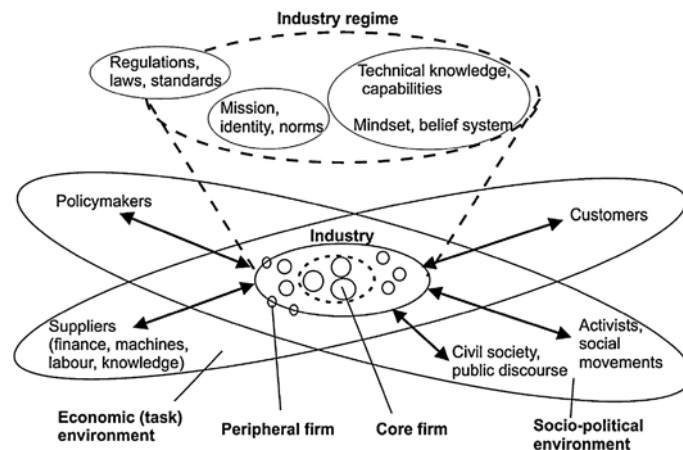 Industry regime
Regulations,
laws, standards
Mission,
identity, norms
Technical knowledge,
capabilities
Mindset, belief system
Policymakers
Customers
Industry
Suppliers
(finance, machines,
labour, knowledge)
Civil society,
public discourse
Activists,
social
movements
Economic (task)
environment
Peripheral firm
Core firm
Socio-political
environment